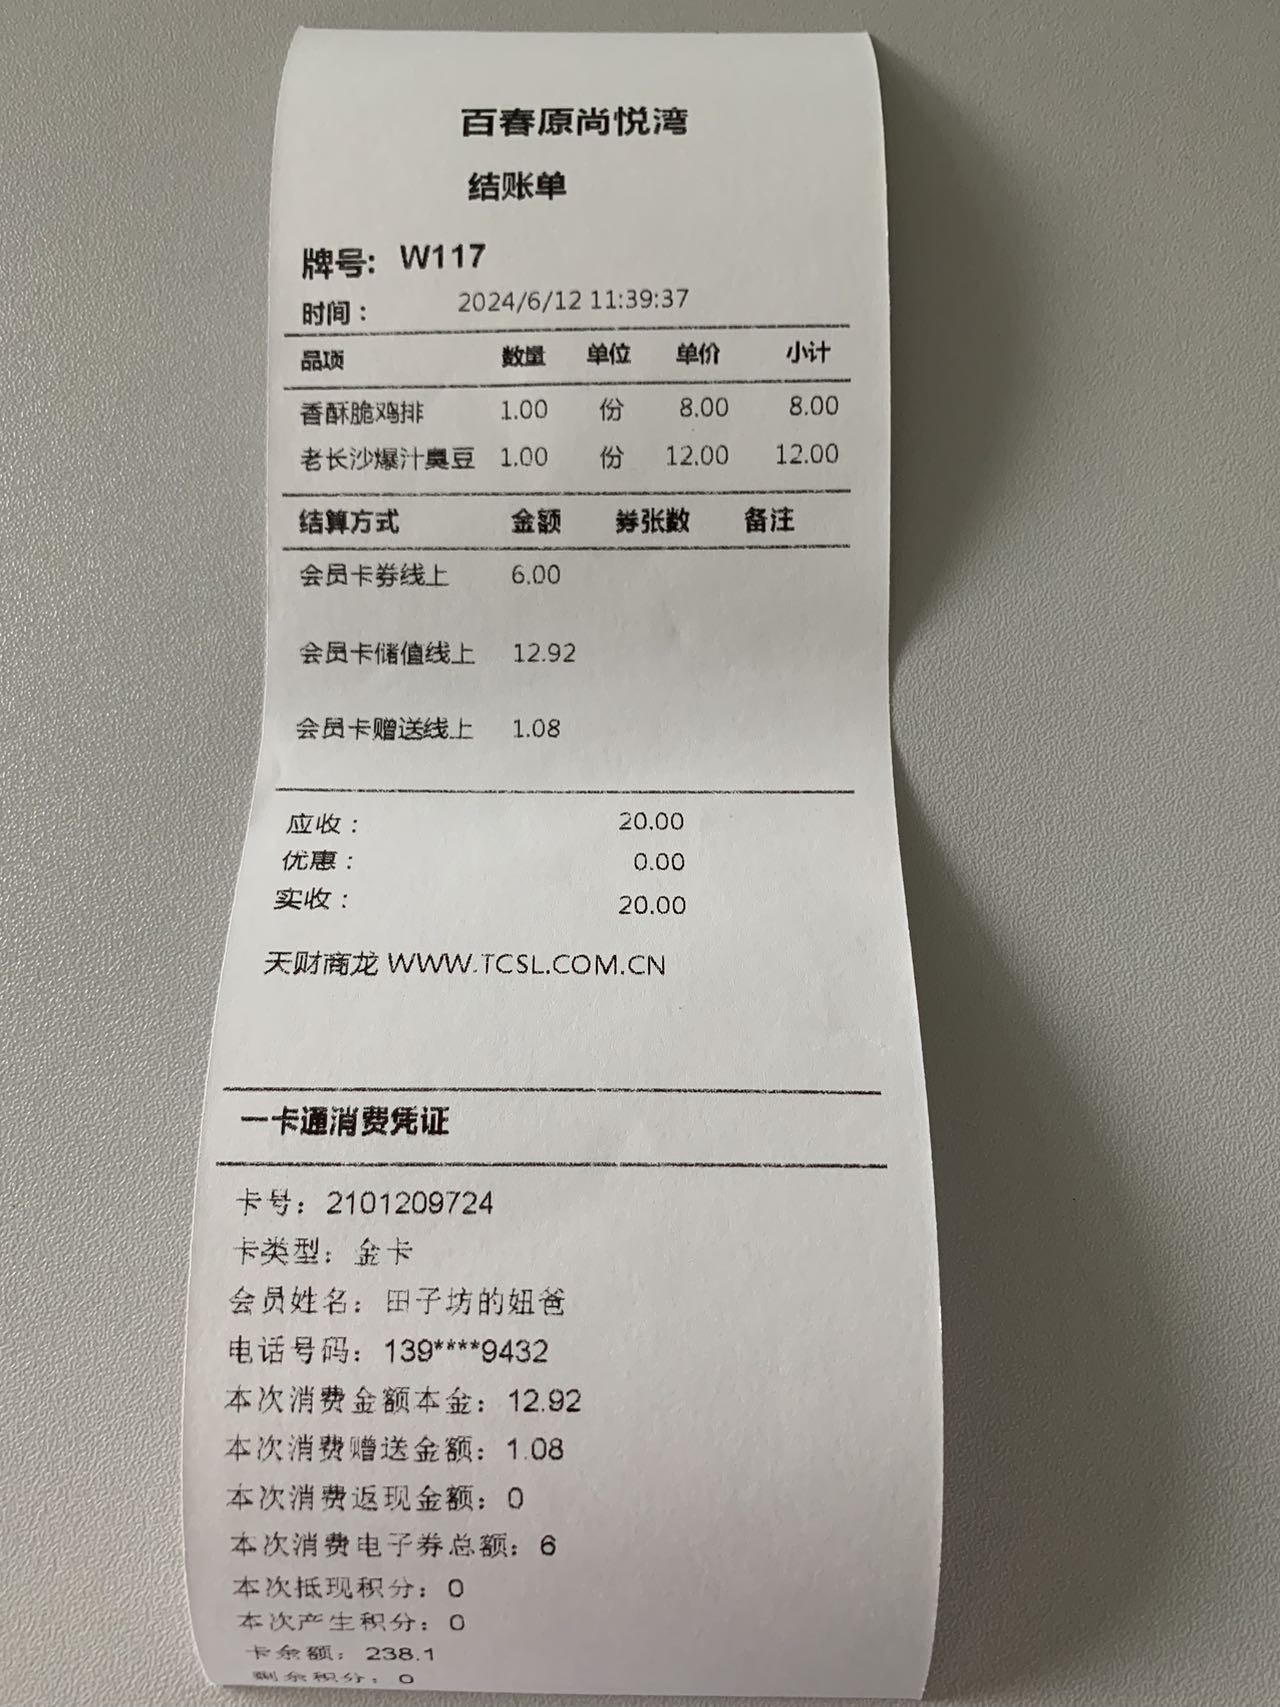 百春原尚悦湾
结账单
牌号: W117
时间： 2024/6/12 11:39:37
品项 数量 单位 单价 小计
香酥脆鸡排 1.00 份 8.00 8.00
老长沙爆汁臭豆 1.00 份 12.00 12.00
结算方式 金额 券张数 备注
会员卡券线上 6.00
会员卡储值线上 12.92
会员卡赠送线上 1.08
应收： 20.00
优惠： 0.00
实收： 20.00
天财商龙 WWW.TCSL.COM.CN
一卡通消费凭证
卡号：2101209724
卡类型：金卡
会员姓名：田子坊的妞爸
电话号码：139****9432
本次消费金额本金：12.92
本次消费赠送金额：1.08
本次消费返现金额：0
本次消费电子券总额：6
本次抵现积分：0
本次产生积分：0
卡余额：238.1
剩余积分：0